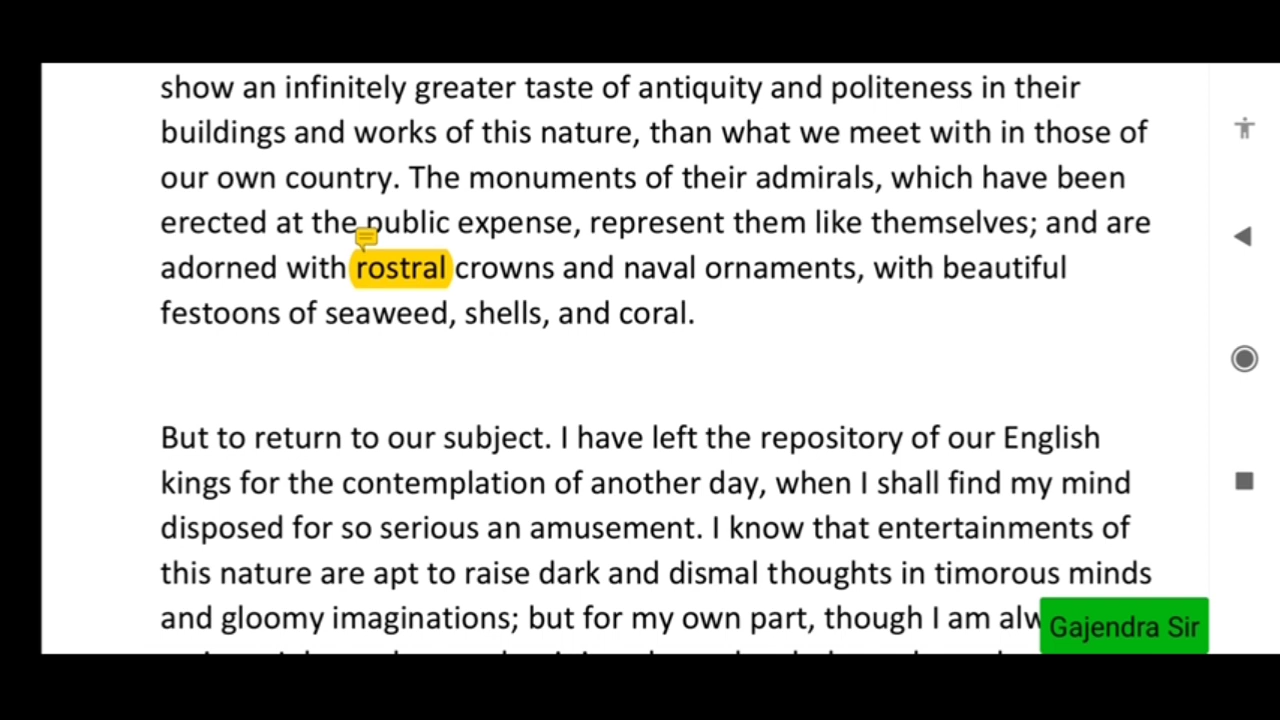 show an infinitely greater taste of antiquity and politeness in their
buildings and works of this nature, than what we meet with in those of
our own country. The monuments of their admirals, which have been
erected at the public expense, represent them like themselves; and are
adorned with rostral crowns and naval ornaments, with beautiful
festoons of seaweed, shells, and coral.
But to return to our subject. I have left the repository of our English
kings for the contemplation of another day, when I shall find my mind
disposed for so serious an amusement. I know that entertainments of
this nature are apt to raise dark and dismal thoughts in timorous minds
and gloomy imaginations; but for my own part, though I am
Gajendra Sir